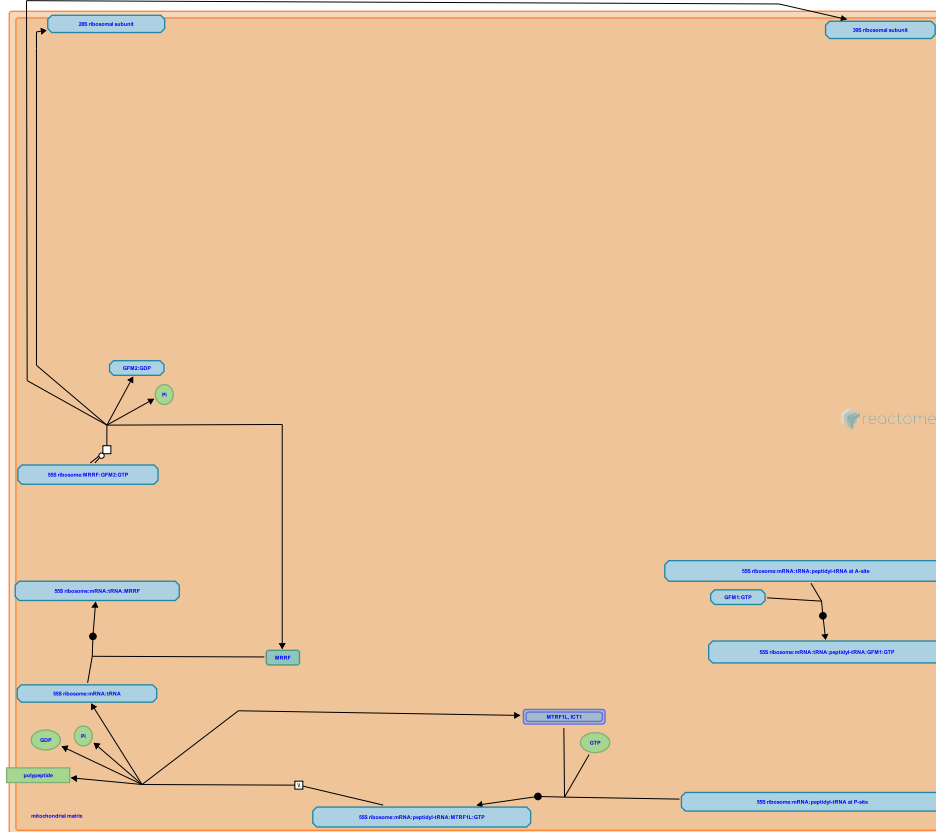 28S ribosomal subunit
39S ribosomal subunit
GFM2:GDP
Pi
reactome
55S ribosome:MRRF:GFM2:GTP
55S ribosome:mRNA:tRNA:peptidyl-tRNA at A-site
55S ribosome:mRNA:tRNA:MRRF
GFM1:GTP
55S ribosome:mRNA:tRNA:peptidyl-tRNA:GFM1:GTP
MRRF
55S ribosome:mRNA:tRNA
MTRF1L, ICT1
GDP
Pi
GTP
polypeptide
55S ribosome:mRNA:peptidyl-tRNA at P-site
mitochondrial matrix
55S ribosome:mRNA:peptidyl-tRNA:MTRF1L:GTP